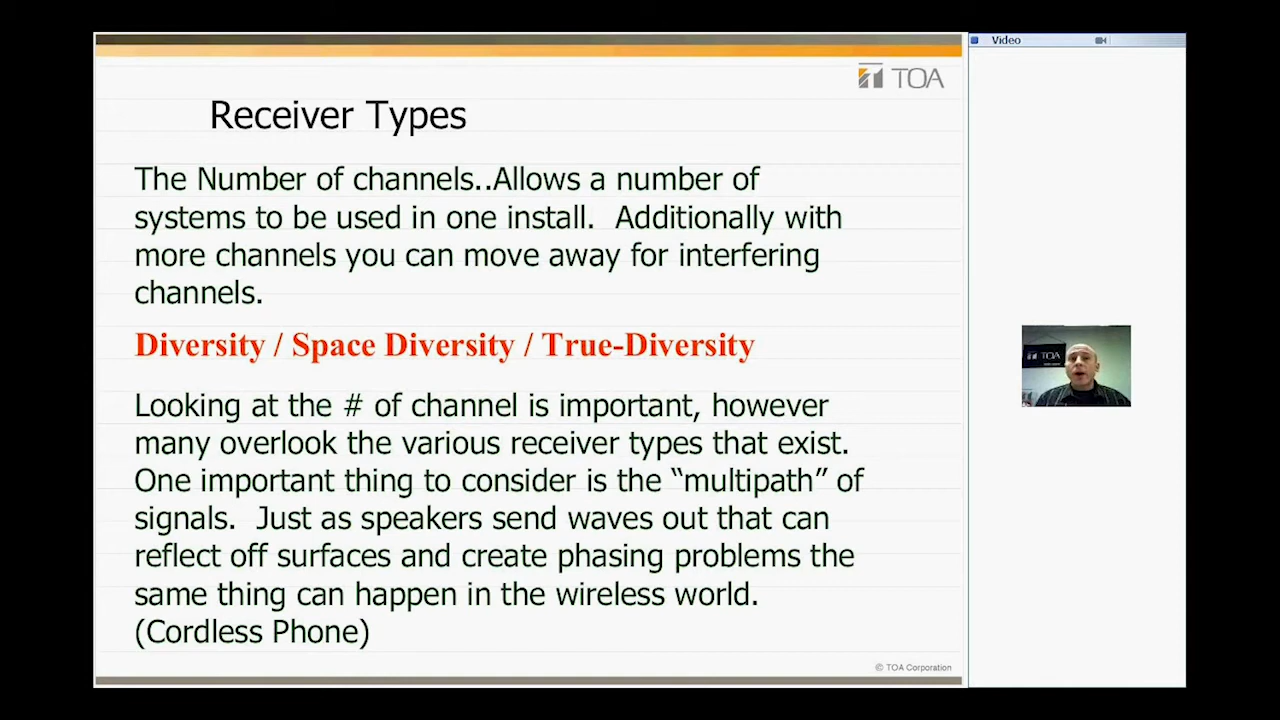 Video
TOA
Receiver Types
The Number of channels..Allows a number of
systems to be used in one install.  Additionally with
more channels you can move away for interfering
channels.
Diversity / Space Diversity / True-Diversity
Looking at the # of channel is important, however
many overlook the various receiver types that exist.
One important thing to consider is the “multipath” of
signals.  Just as speakers send waves out that can
reflect off surfaces and create phasing problems the
same thing can happen in the wireless world.
(Cordless Phone)
© TOA Corporation
TOA